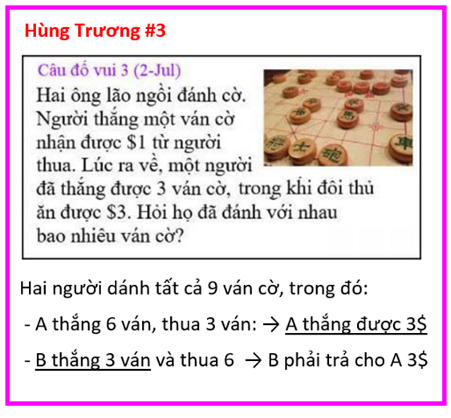 Hùng Trương #3
Câu đố vui 3 (2-Jul)
Hai ông lão ngồi đánh cờ.
Người thắng một ván cờ
nhận được $1 từ người
thua. Lúc ra về, một người
đã thắng được 3 ván cờ, trong khi đôi thủ
ăn được $3. Hỏi họ đã đánh với nhau
bao nhiêu ván cờ?
Hai người dánh tất cả 9 ván cờ, trong đó:
- A thắng 6 ván, thua 3 ván: → A thắng được 3$
- B thắng 3 ván và thua 6 → B phải trả cho A 3$